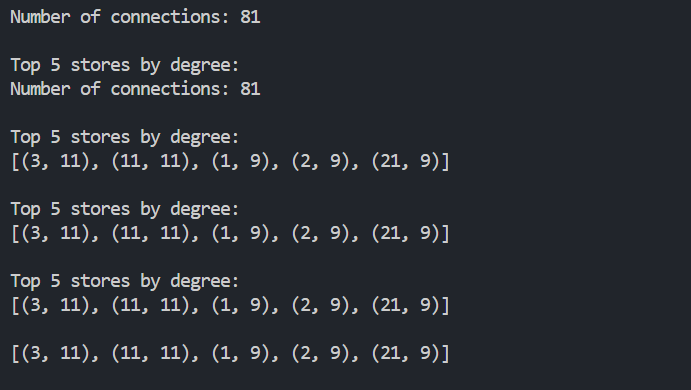 Number of connections: 81
Top 5 stores by degree:
Number of connections: 81
Top 5 stores by degree:
[(3, 11), (11, 11), (1, 9), (2, 9), (21, 9)]
Top 5 stores by degree:
[(3, 11), (11, 11), (1, 9), (2, 9), (21, 9)]
Top 5 stores by degree:
[(3, 11), (11, 11), (1, 9), (2, 9), (21, 9)]
[(3, 11), (11, 11), (1, 9), (2, 9), (21, 9)]